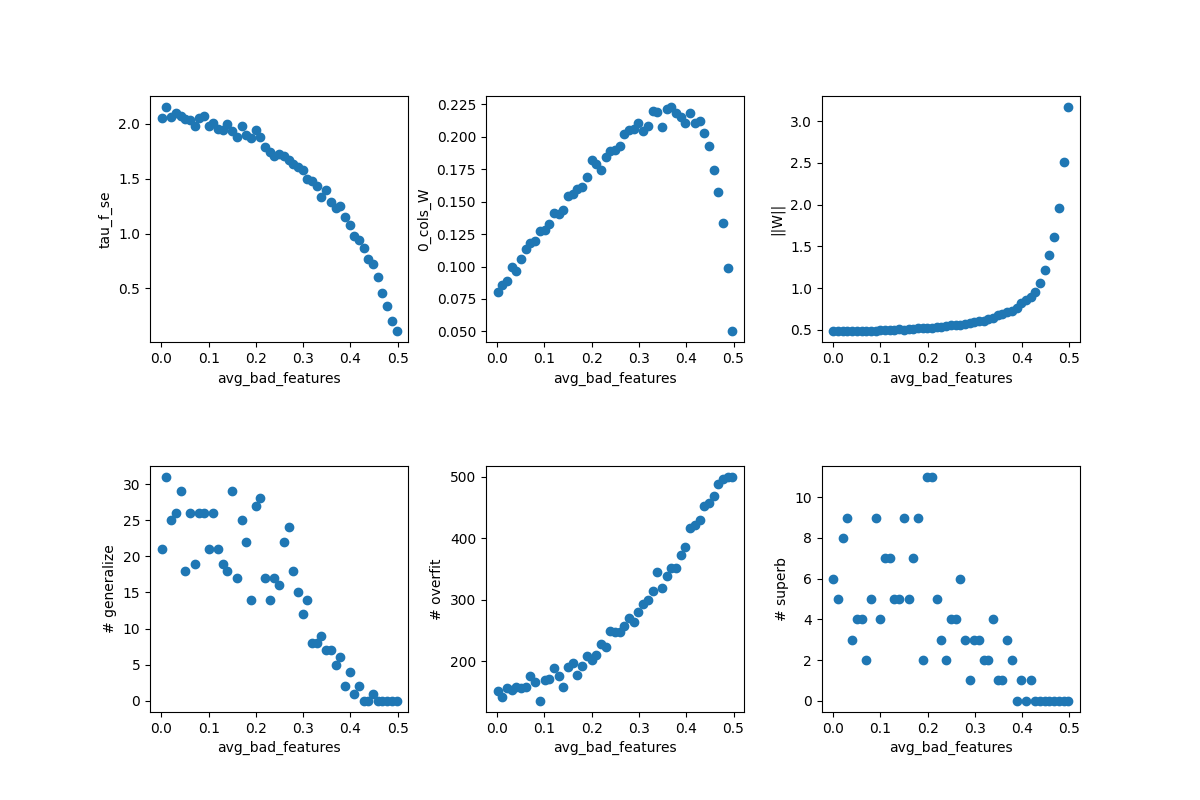 2.0
1.5
1.0
0.5
tau_f_se
0.0 0.1 0.2 0.3 0.4 0.5
avg_bad_features
0.225
0.200
0.175
0.150
0.125
0.100
0.075
0.050
0_cols_W
0.0 0.1 0.2 0.3 0.4 0.5
avg_bad_features
3.0
2.5
2.0
1.5
1.0
0.5
||W||
0.0 0.1 0.2 0.3 0.4 0.5
avg_bad_features
30
25
20
15
10
5
0
# generalize
0.0 0.1 0.2 0.3 0.4 0.5
avg_bad_features
500
400
300
200
# overfit
0.0 0.1 0.2 0.3 0.4 0.5
avg_bad_features
10
8
6
4
2
0
# superb
0.0 0.1 0.2 0.3 0.4 0.5
avg_bad_features